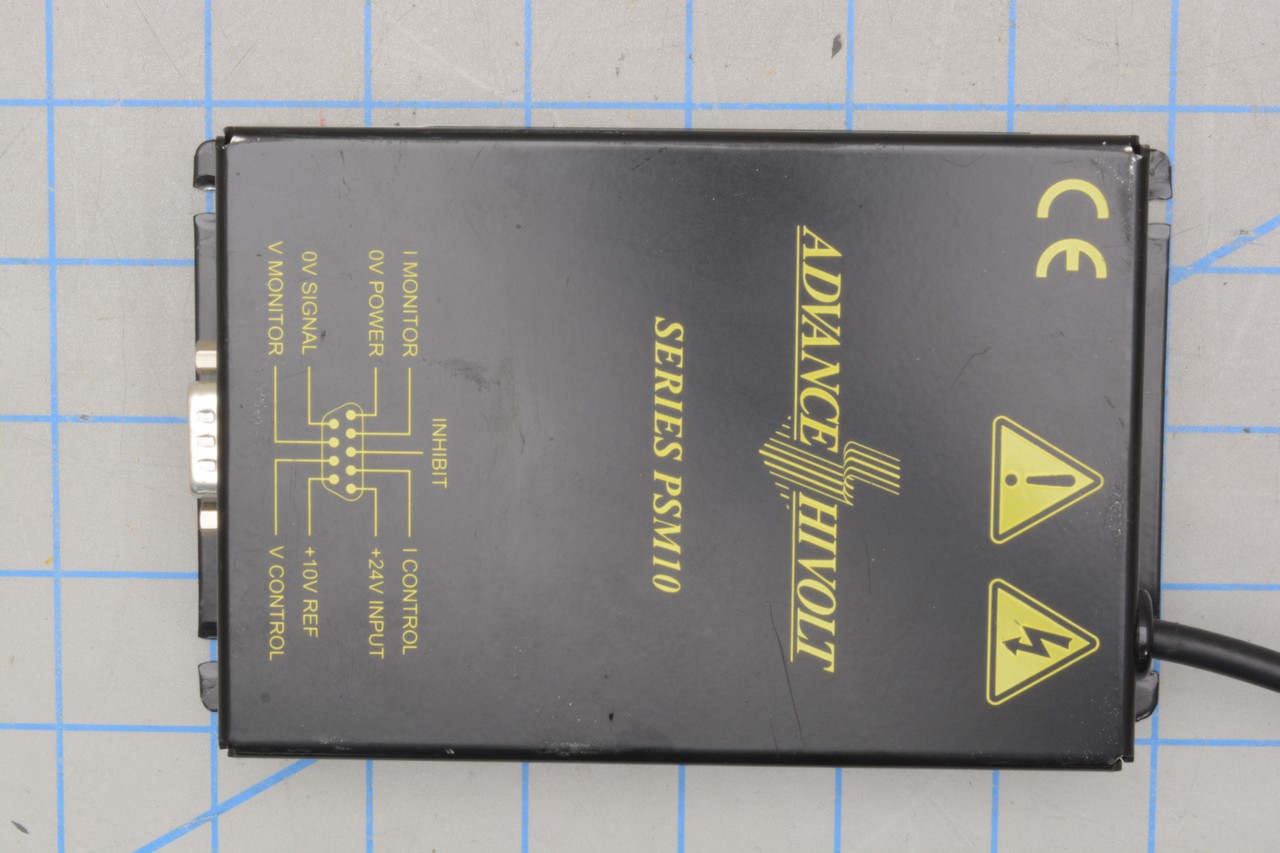 CE
ADVANCE HIVOLT
SERIES PSM10
INHIBIT
I MONITOR
I CONTROL
0V POWER
+24V INPUT
0V SIGNAL
+10V REF
V MONITOR
V CONTROL